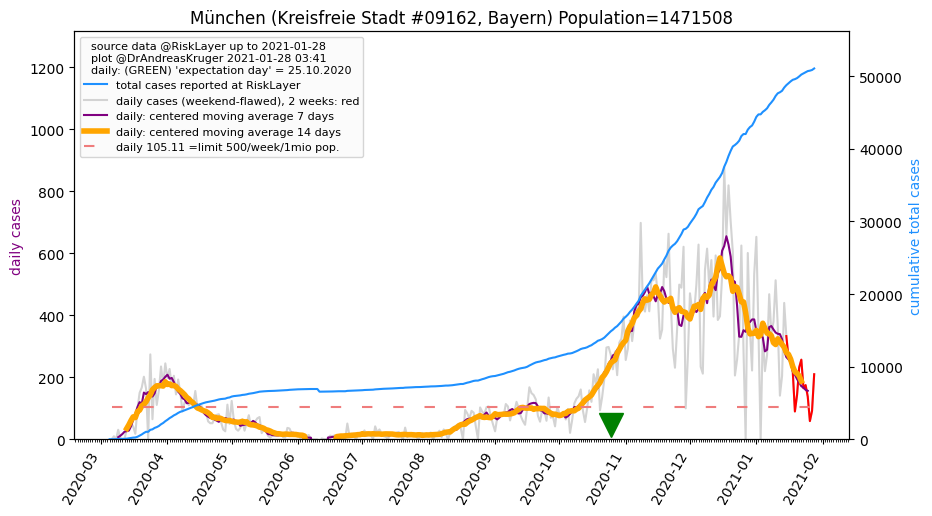 München (Kreisfreie Stadt #09162, Bayern) Population=1471508
source data @RiskLayer up to 2021-01-28
plot @DrAndreasKruger 2021-01-28 03:41
daily: (GREEN) 'expectation day' = 25.10.2020
total cases reported at RiskLayer
daily cases (weekend-flawed), 2 weeks: red
daily: centered moving average 7 days
daily: centered moving average 14 days
daily 105.11 =limit 500/week/1mio pop.
daily cases
1200
1000
800
600
400
200
0
cumulative total cases
50000
40000
30000
20000
10000
0
2020-03
2020-04
2020-05
2020-06
2020-07
2020-08
2020-09
2020-10
2020-11
2020-12
2021-01
2021-02